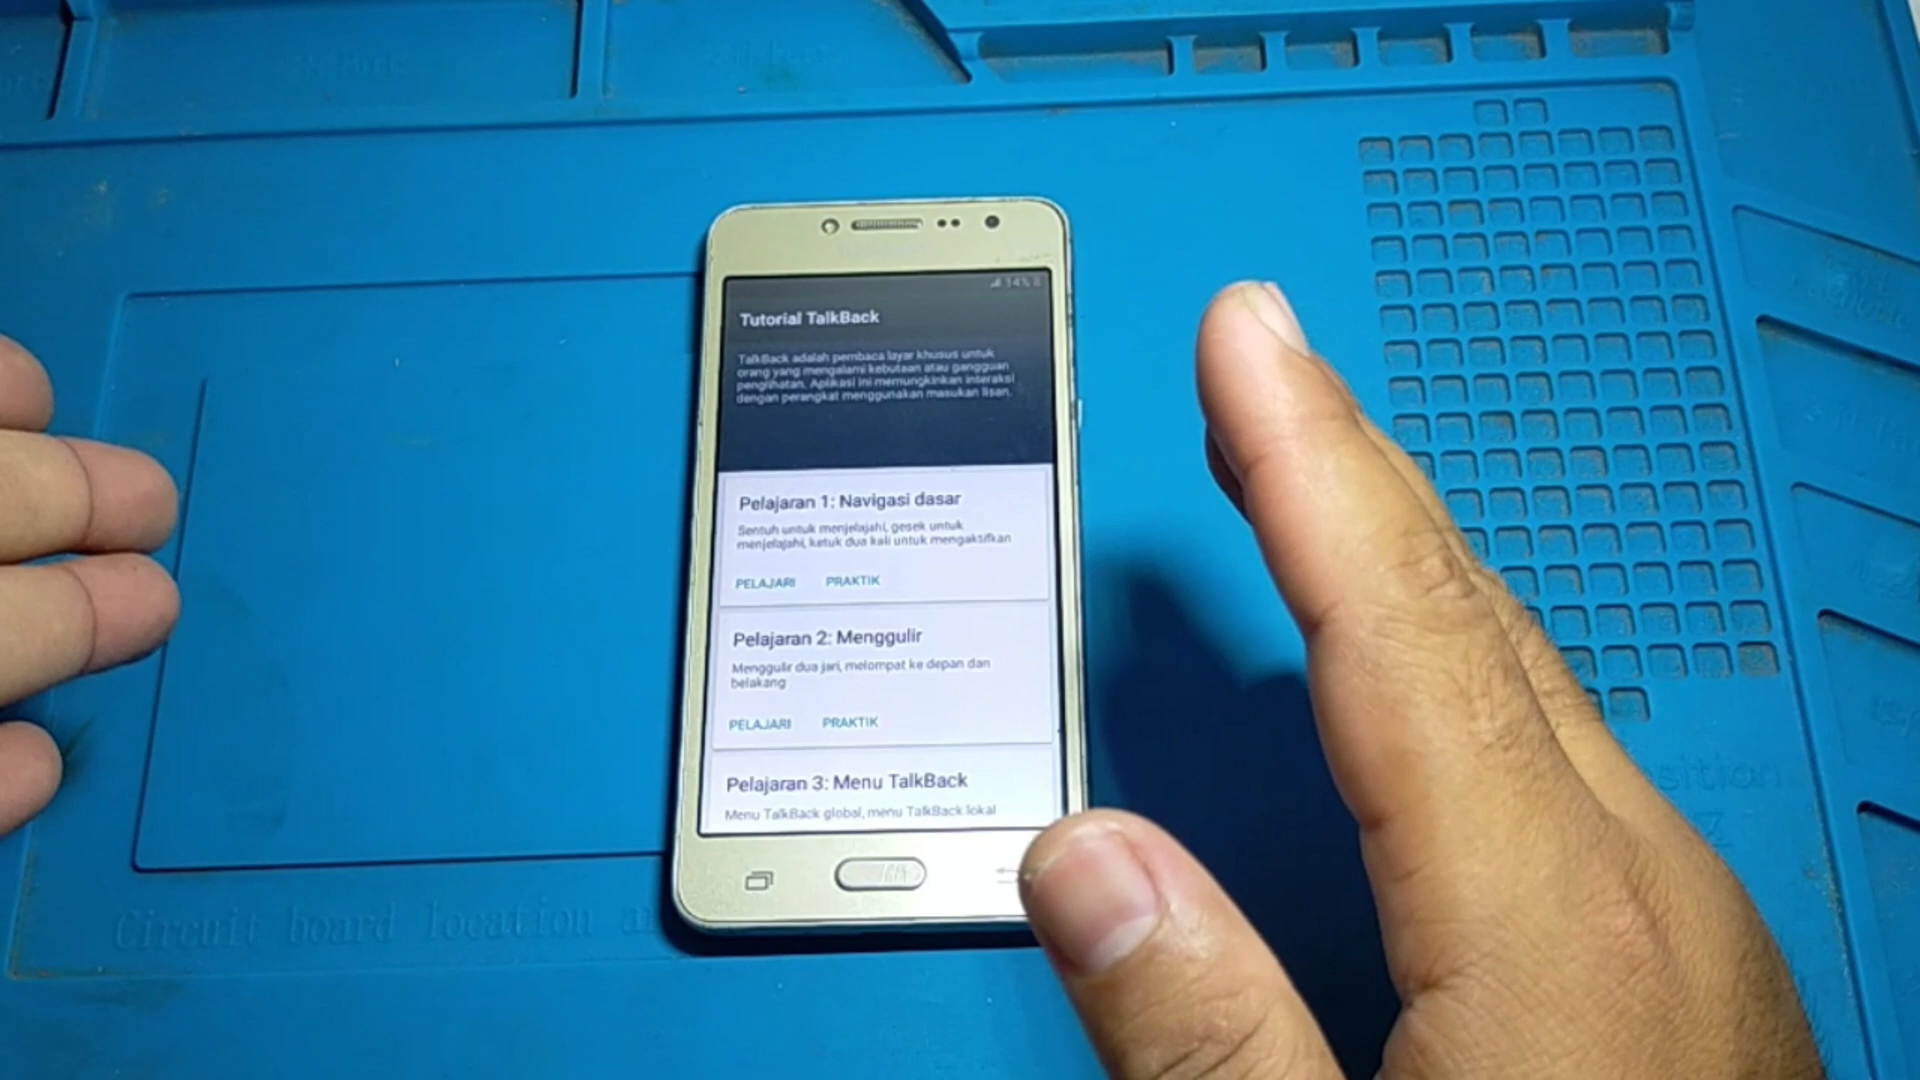 14%
Tutorial TalkBack
TalkBack adalah pembaca layar khusus untuk
orang yang mengalami kebutaan atau gangguan
penglihatan. Aplikasi ini memungkinkan interaksi
dengan perangkat menggunakan masukan lisan.
Pelajaran 1: Navigasi dasar
Sentuh untuk menjelajahi, gesek untuk
menjelajahi, ketuk dua kali untuk mengaktifkan
PELAJARI PRAKTIK
Pelajaran 2: Menggulir
Menggulir dua jari, melompat ke depan dan
belakang
PELAJARI PRAKTIK
Pelajaran 3: Menu TalkBack
Menu TalkBack global, menu TalkBack lokal
Circuit board location